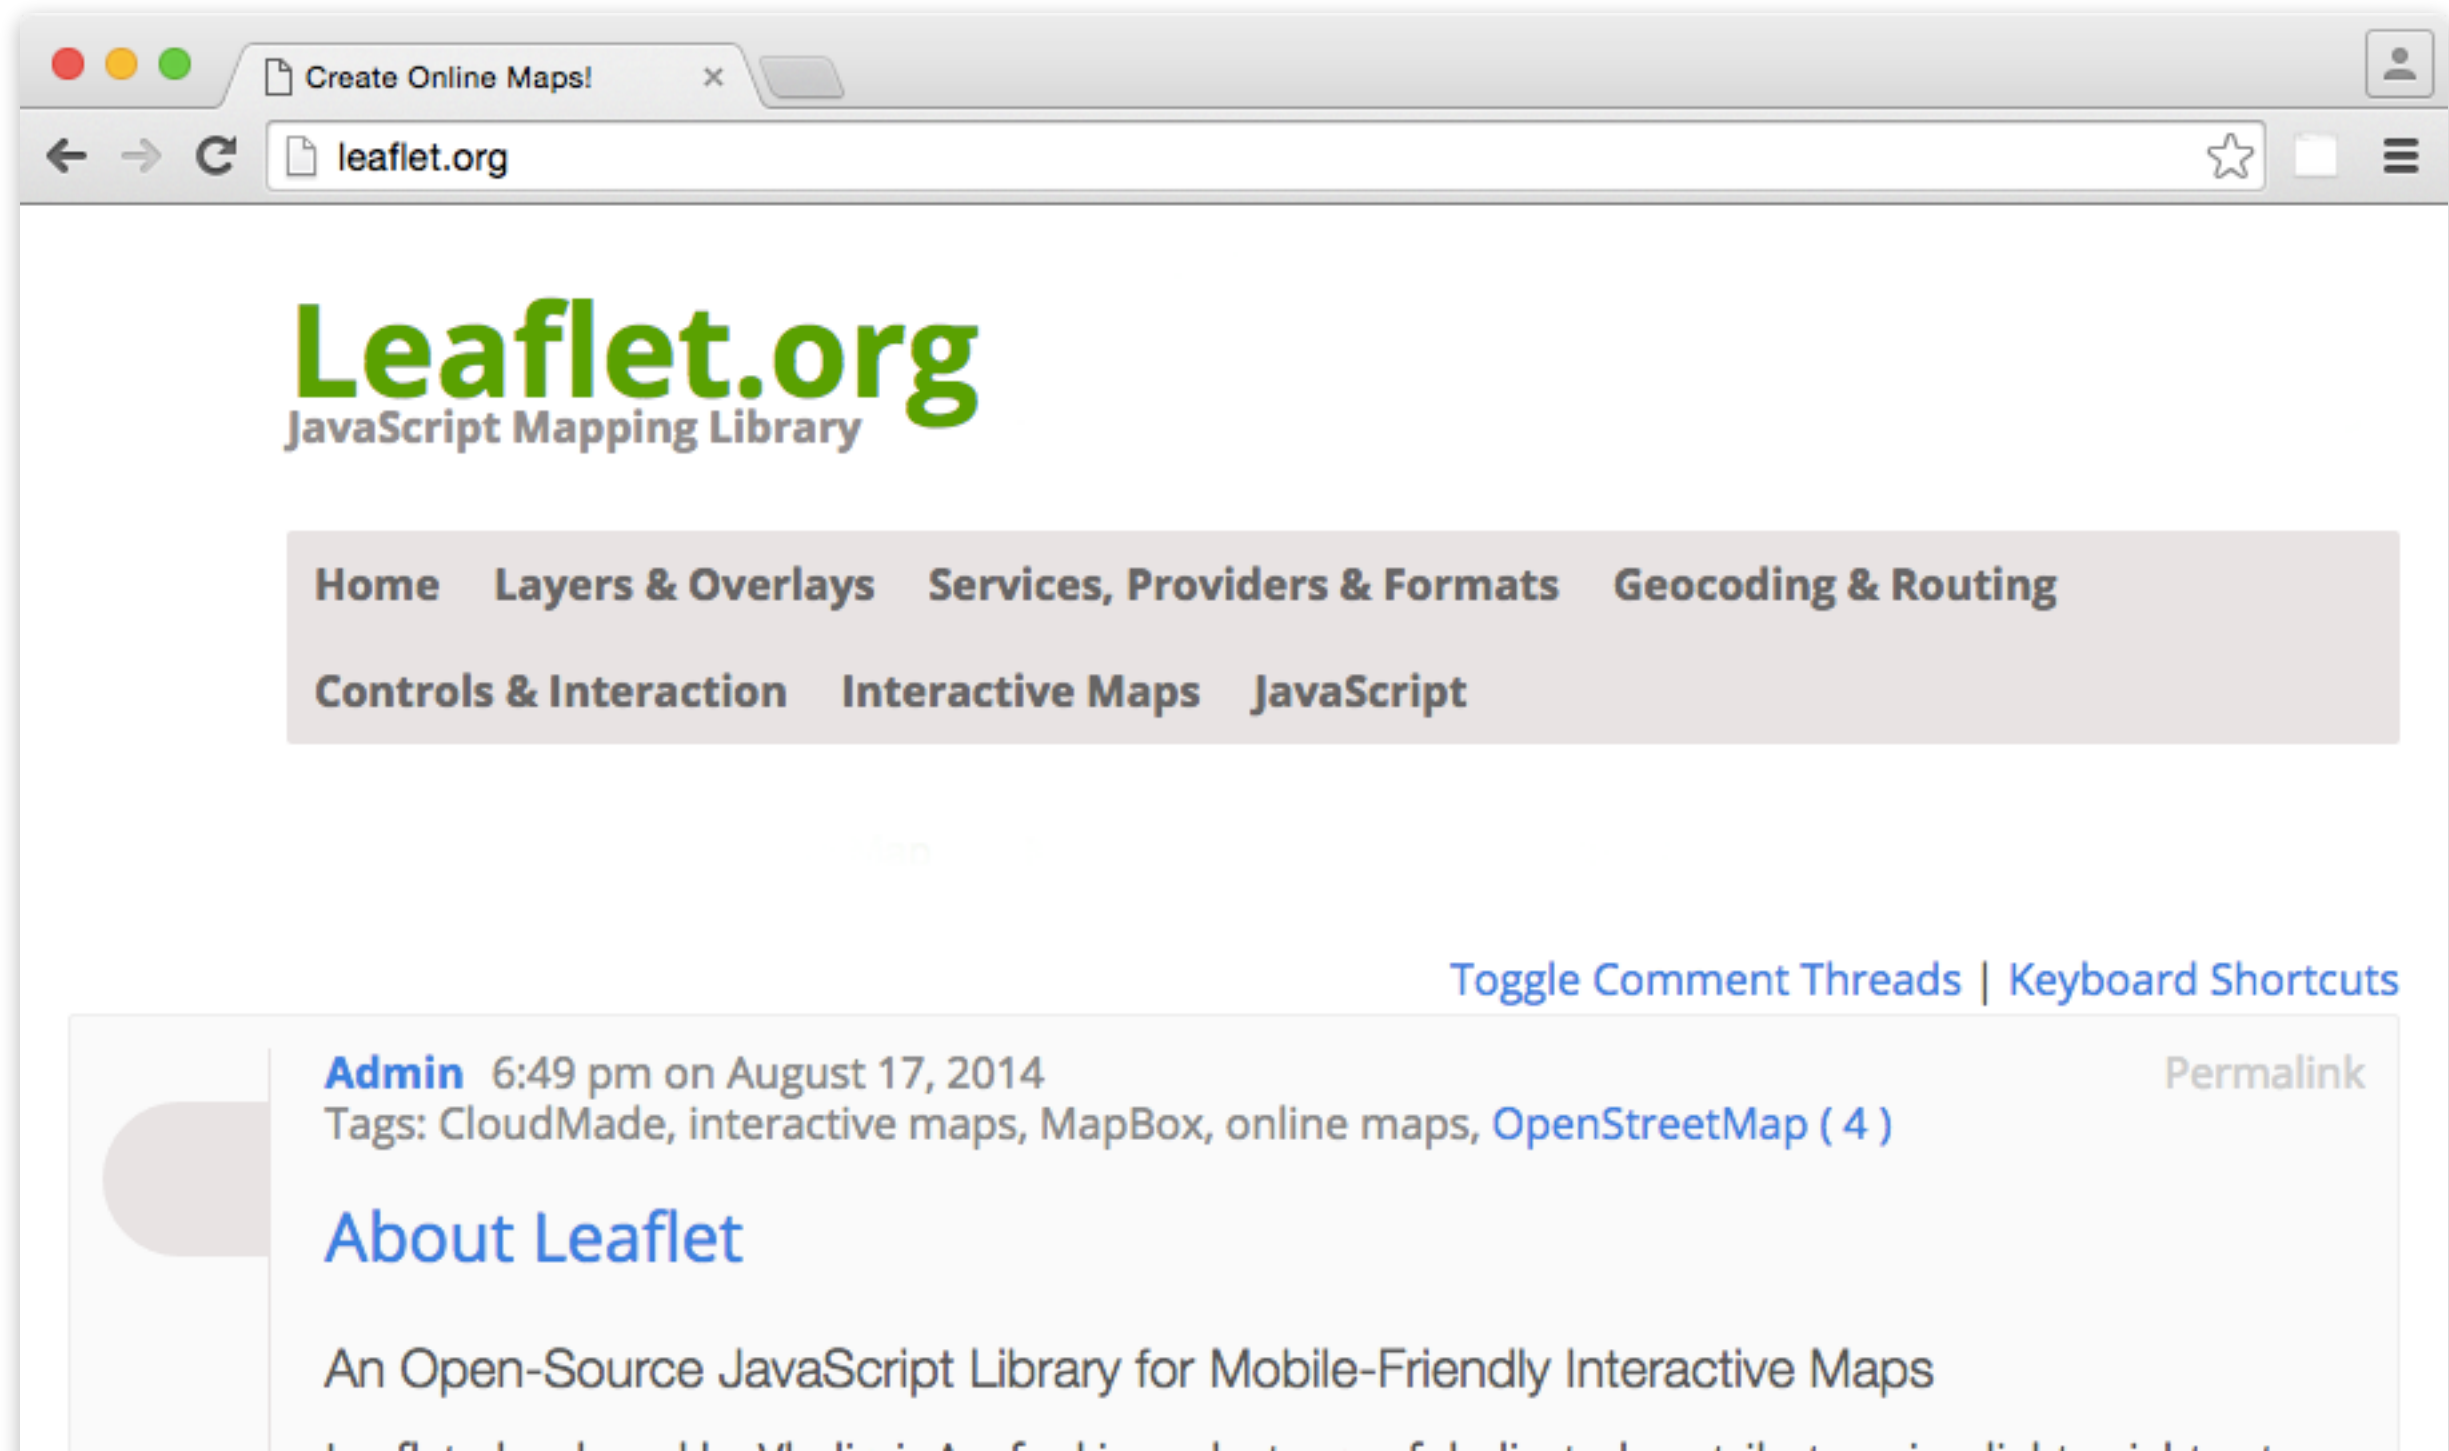 Create Online Maps!
leaflet.org
Leaflet.org
JavaScript Mapping Library
Home Layers & Overlays Services, Providers & Formats Geocoding & Routing
Controls & Interaction Interactive Maps JavaScript
Toggle Comment Threads | Keyboard Shortcuts
Admin 6:49 pm on August 17, 2014 Permalink
Tags: CloudMade, interactive maps, MapBox, online maps, OpenStreetMap ( 4 )
About Leaflet
An Open-Source JavaScript Library for Mobile-Friendly Interactive Maps